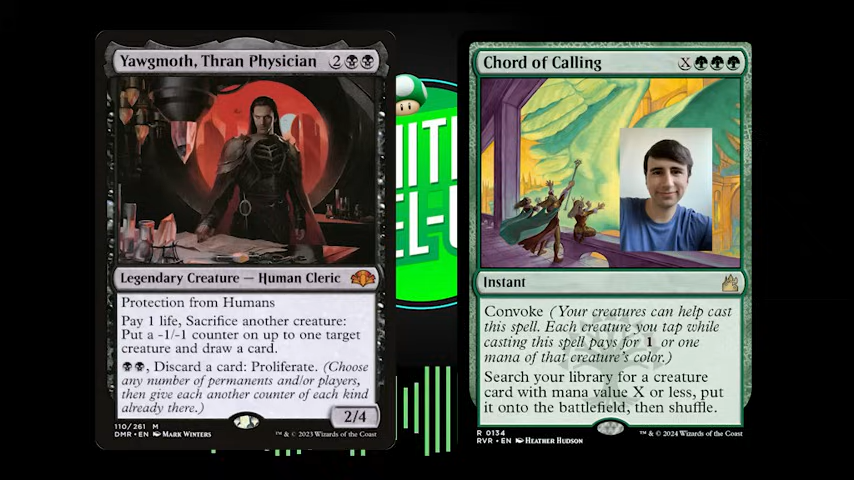 Yawgmoth, Thran Physician 2
Legendary Creature — Human Cleric
Protection from Humans
Pay 1 life, Sacrifice another creature:
Put a -1/-1 counter on up to one target
creature and draw a card.
, Discard a card: Proliferate. (Choose
any number of permanents and/or players,
then give each another counter of each kind
already there.)
2/4
110/261 M
DMR • EN MARK WINTERS
™ & © 2023 Wizards of the Coast
Chord of Calling X
Instant
Convoke (Your creatures can help cast
this spell. Each creature you tap while
casting this spell pays for 1 or one
mana of that creature's color.)
Search your library for a creature
card with mana value X or less, put
it onto the battlefield, then shuffle.
R 0134
RVR • EN HEATHER HUDSON
™ & © 2024 Wizards of the Coast